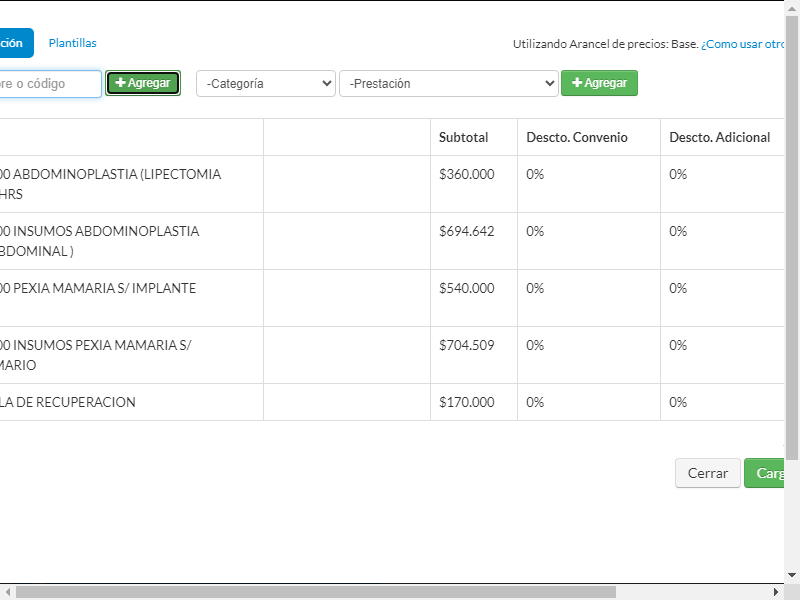 ción Plantillas Utilizando Arancel de precios: Base. ¿Como usar otro
re o código Agregar -Categoría -Prestación Agregar
Subtotal Descto. Convenio Descto. Adicional
00 ABDOMINOPLASTIA (LIPECTOMIA $360.000 0% 0%
HRS
00 INSUMOS ABDOMINOPLASTIA $694.642 0% 0%
BDOMINAL )
00 PEXIA MAMARIA S/ IMPLANTE $540.000 0% 0%
00 INSUMOS PEXIA MAMARIA S/ $704.509 0% 0%
MARIO
LA DE RECUPERACION $170.000 0% 0%
Cerrar Carg